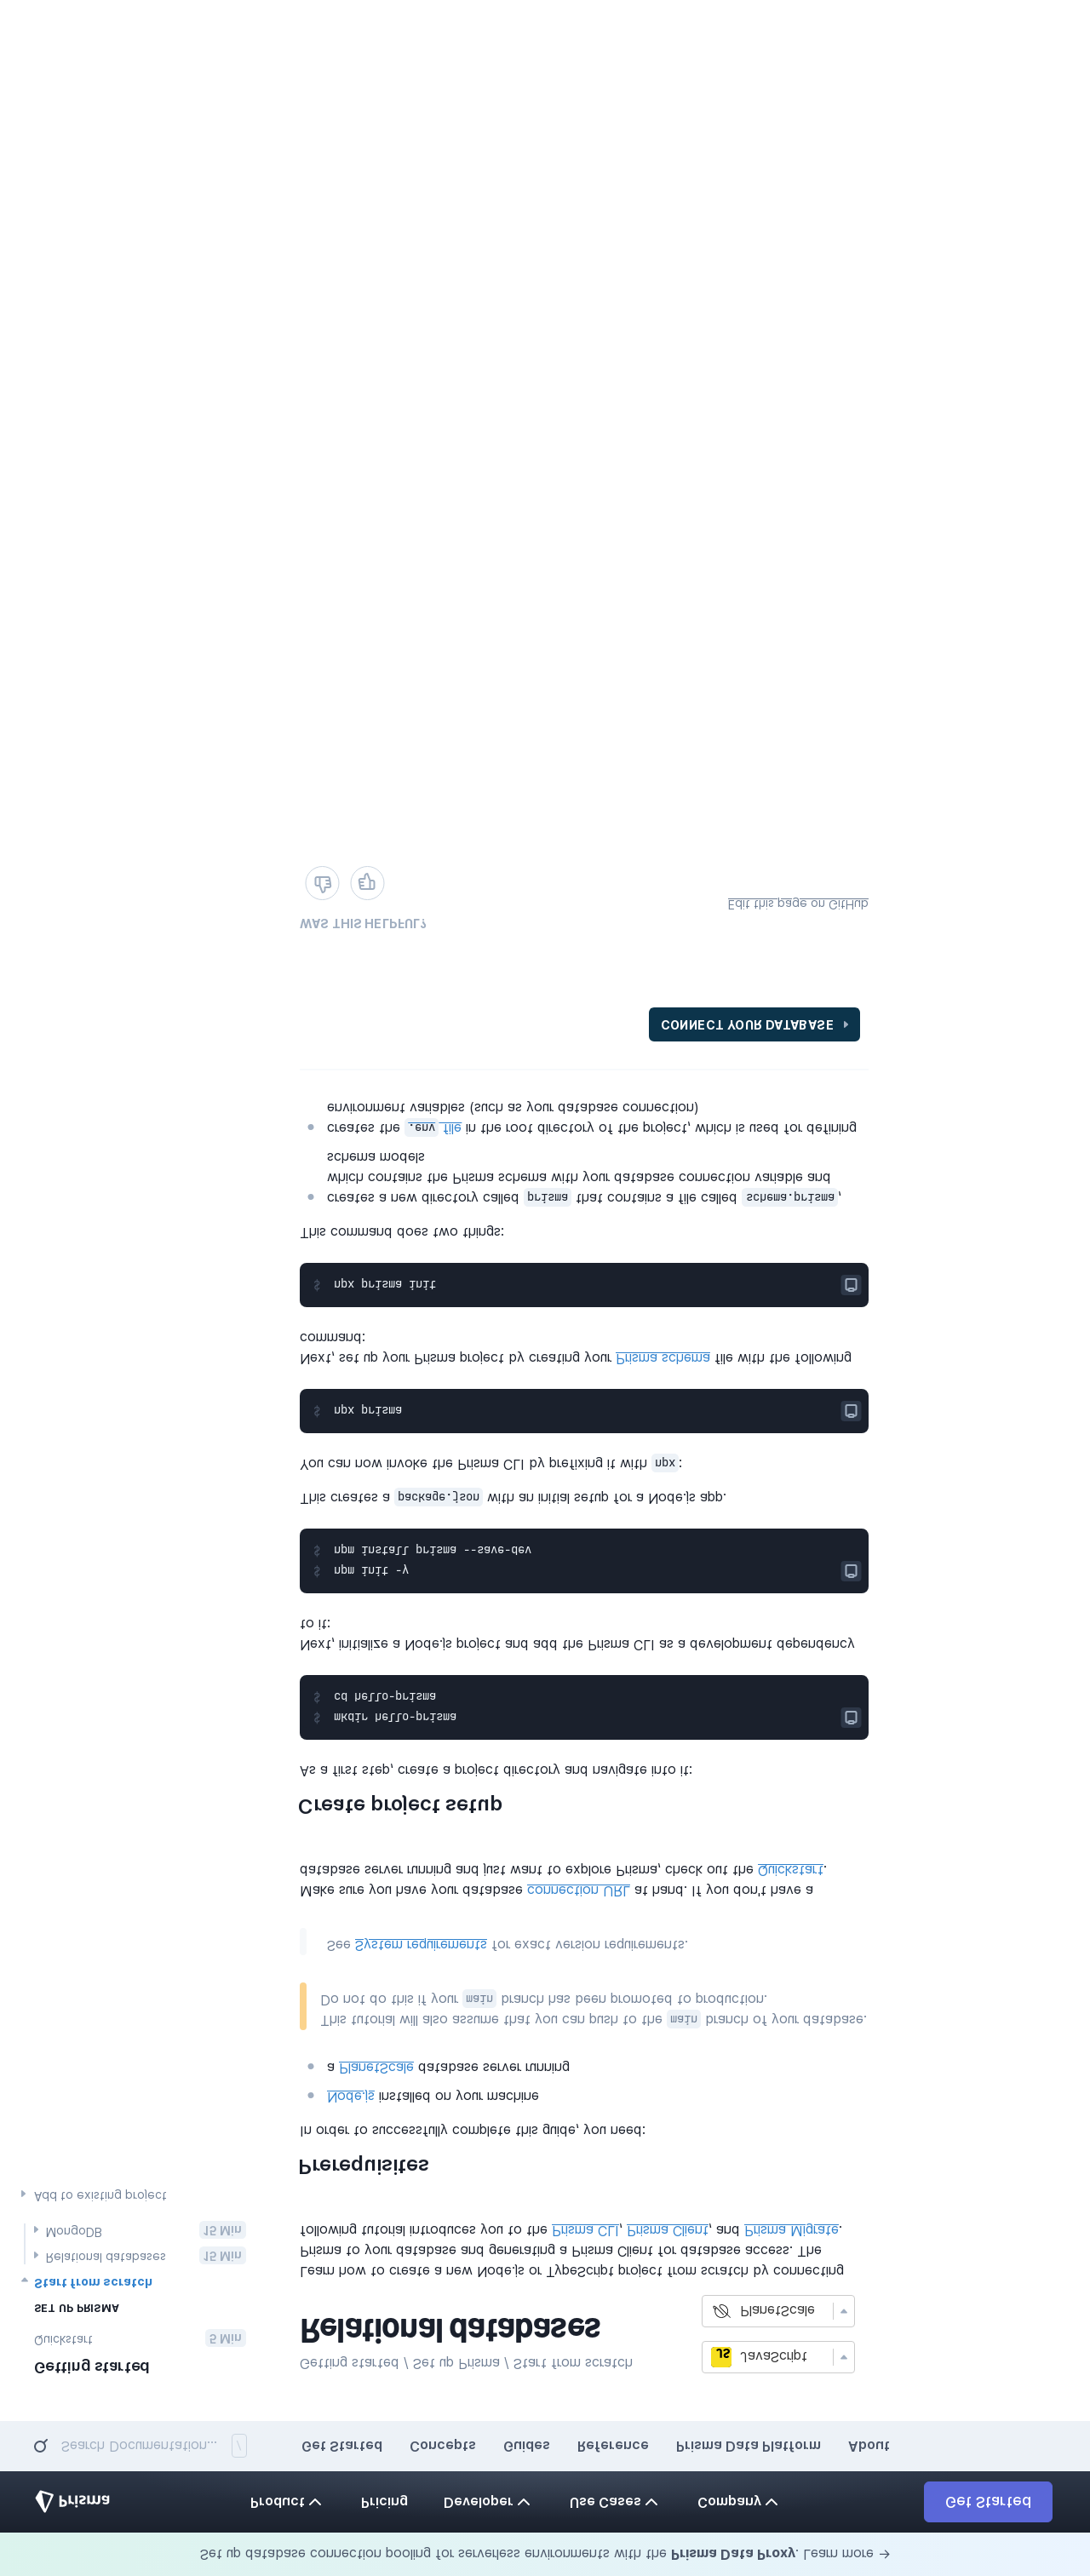 Set up database connection pooling for serverless environments with the Prisma Data Proxy. Learn more →
Prisma
Product
Pricing
Developer
Use Cases
Company
Get Started
Search Documentation... /
Get Started
Concepts
Guides
Reference
Prisma Data Platform
About
Getting started
Quickstart 5 Min
SET UP PRISMA
Start from scratch
Relational databases 15 Min
MongoDB 15 Min
Add to existing project
Getting started / Set up Prisma / Start from scratch
Relational databases
JS JavaScript
PlanetScale
Learn how to create a new Node.js or TypeScript project from scratch by connecting
Prisma to your database and generating a Prisma Client for database access. The
following tutorial introduces you to the Prisma CLI, Prisma Client, and Prisma Migrate.
Prerequisites
In order to successfully complete this guide, you need:
Node.js installed on your machine
a PlanetScale database server running
This tutorial will also assume that you can push to the main branch of your database.
Do not do this if your main branch has been promoted to production.
See System requirements for exact version requirements.
Make sure you have your database connection URL at hand. If you don't have a
database server running and just want to explore Prisma, check out the Quickstart.
Create project setup
As a first step, create a project directory and navigate into it:
$ mkdir hello-prisma
$ cd hello-prisma
Next, initialize a Node.js project and add the Prisma CLI as a development dependency
to it:
$ npm init -y
$ npm install prisma --save-dev
This creates a package.json with an initial setup for a Node.js app.
You can now invoke the Prisma CLI by prefixing it with npx:
$ npx prisma
Next, set up your Prisma project by creating your Prisma schema file with the following
command:
$ npx prisma init
This command does two things:
creates a new directory called prisma that contains a file called schema.prisma,
which contains the Prisma schema with your database connection variable and
schema models
creates the .env file in the root directory of the project, which is used for defining
environment variables (such as your database connection)
CONNECT YOUR DATABASE
WAS THIS HELPFUL?
Edit this page on GitHub